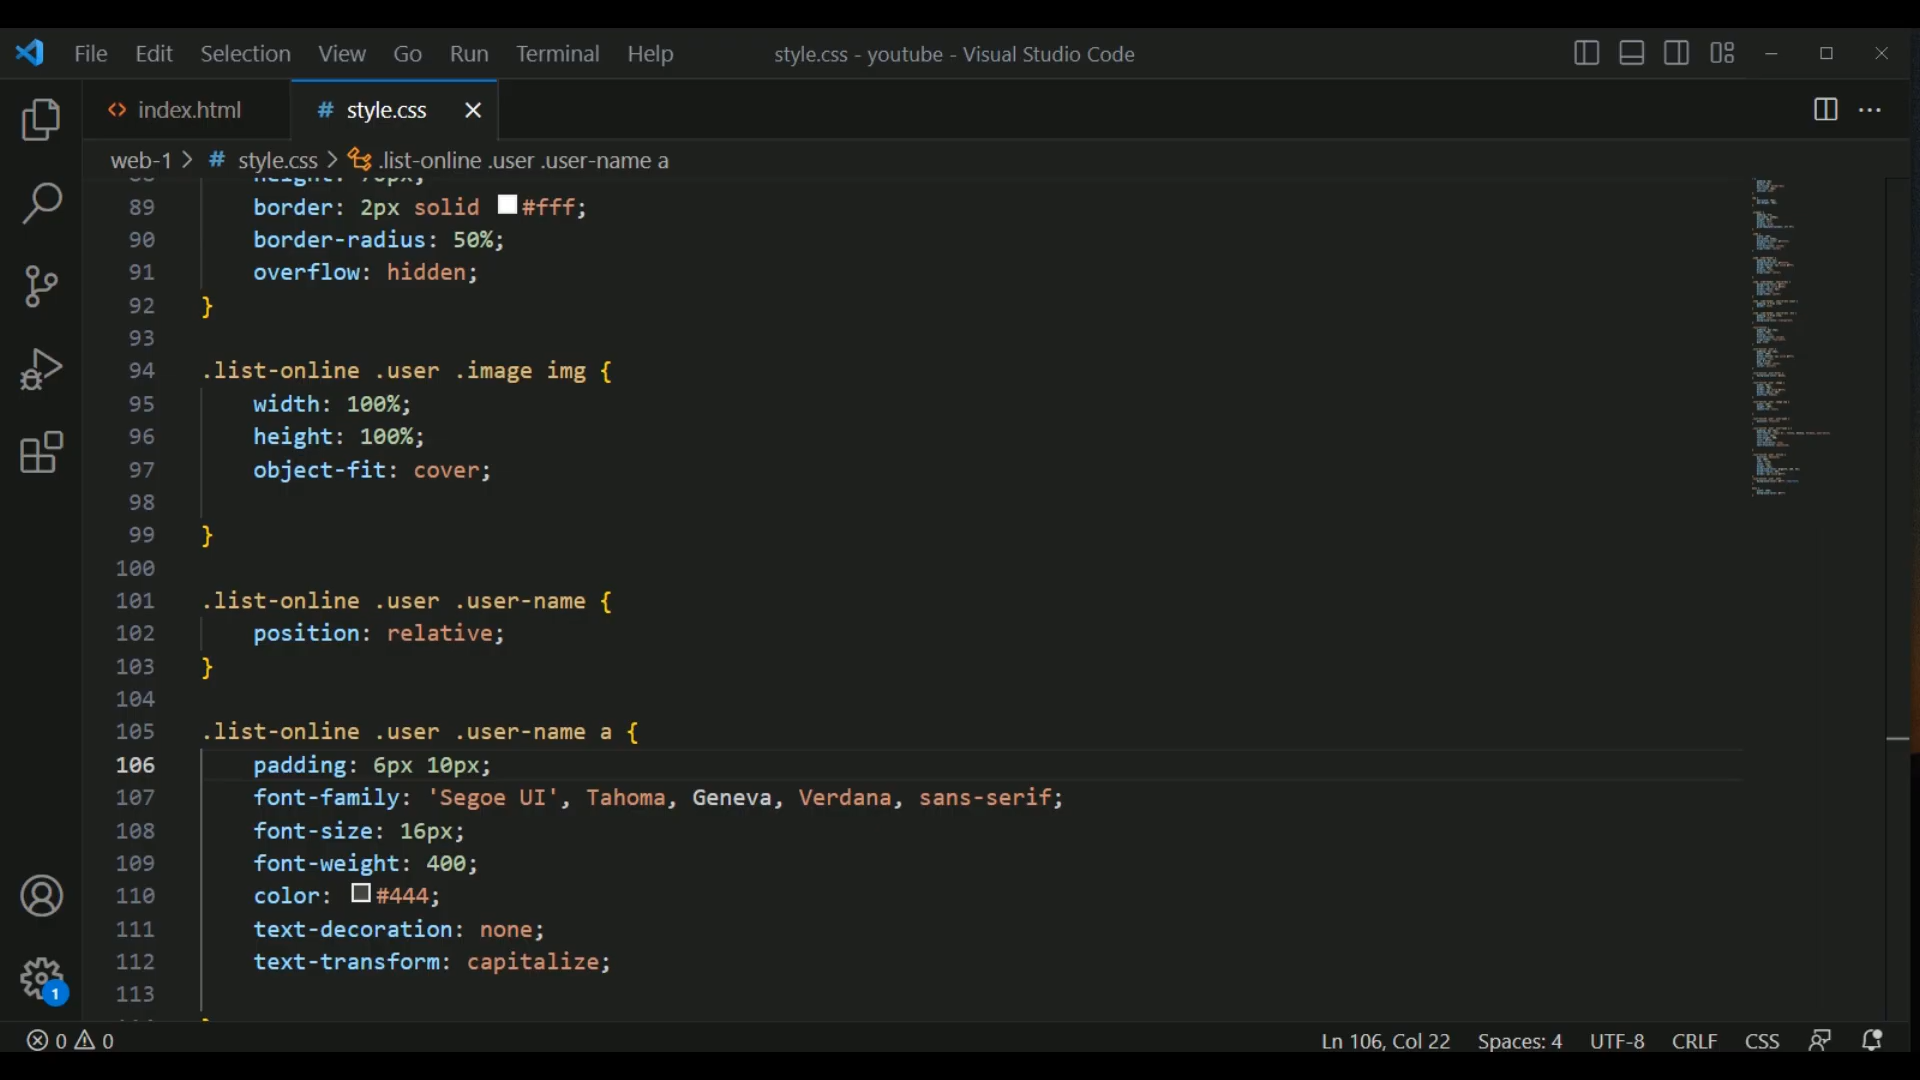 File Edit Selection View Go Run Terminal Help style.css - youtube - Visual Studio Code
index.html # style.css
web-1 > # style.css > .list-online .user .user-name a
89 border: 2px solid #fff;
90 border-radius: 50%;
91 overflow: hidden;
92 }
93
94 .list-online .user .image img {
95 width: 100%;
96 height: 100%;
97 object-fit: cover;
98
99 }
100
101 .list-online .user .user-name {
102 position: relative;
103 }
104
105 .list-online .user .user-name a {
106 padding: 6px 10px;
107 font-family: 'Segoe UI', Tahoma, Geneva, Verdana, sans-serif;
108 font-size: 16px;
109 font-weight: 400;
110 color: #444;
111 text-decoration: none;
112 text-transform: capitalize;
113
1
0 0 Ln 106, Col 22 Spaces: 4 UTF-8 CRLF CSS